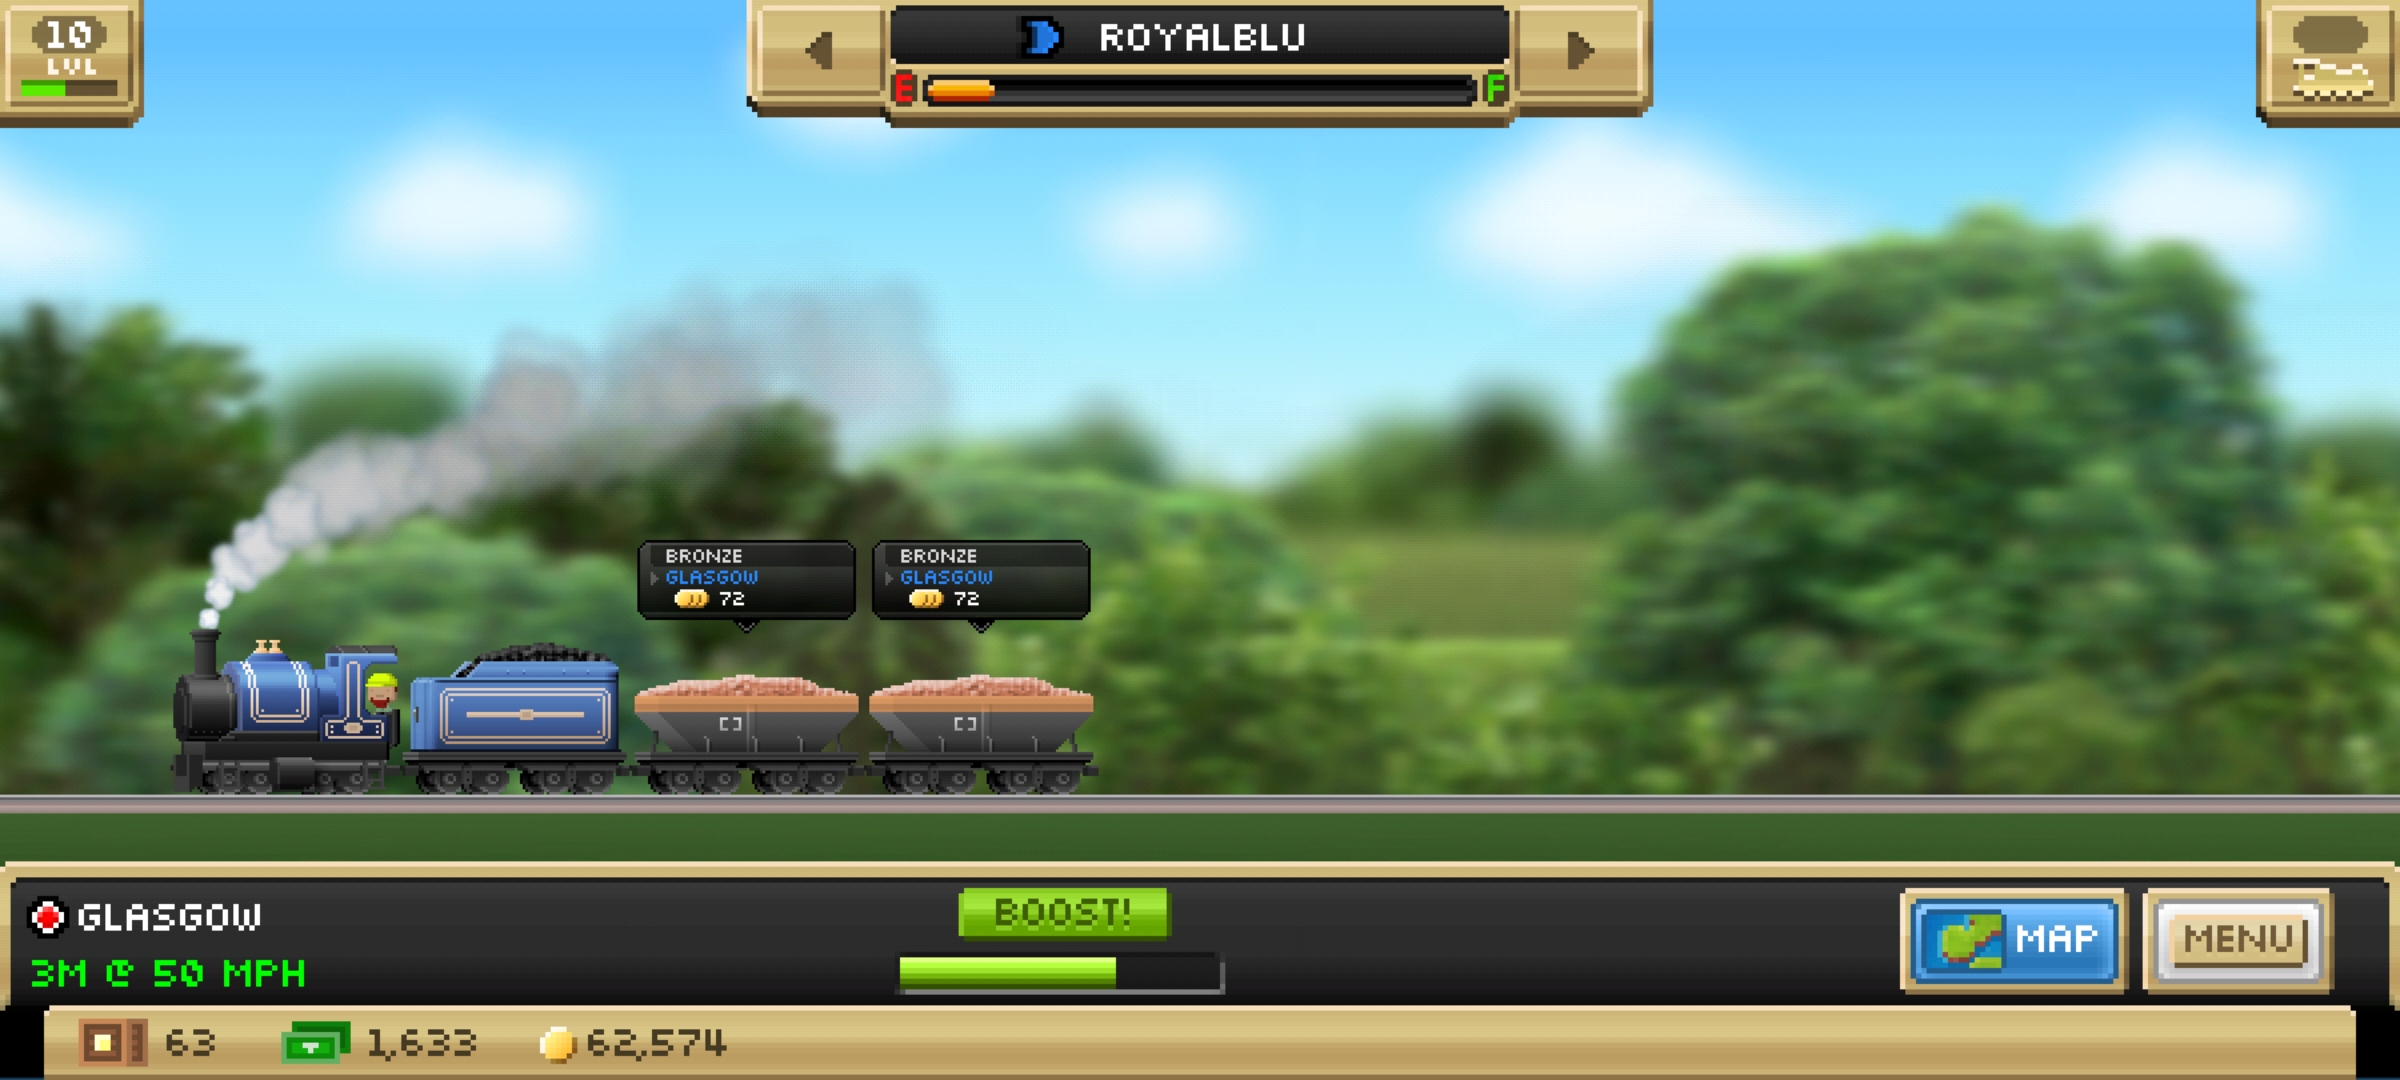 10
LVL
ROYALBLU
E F
BRONZE
GLASGOW
72
BRONZE
GLASGOW
72
GLASGOW
3M @ 50 MPH
BOOST!
MAP
MENU
63 1,633 62,574